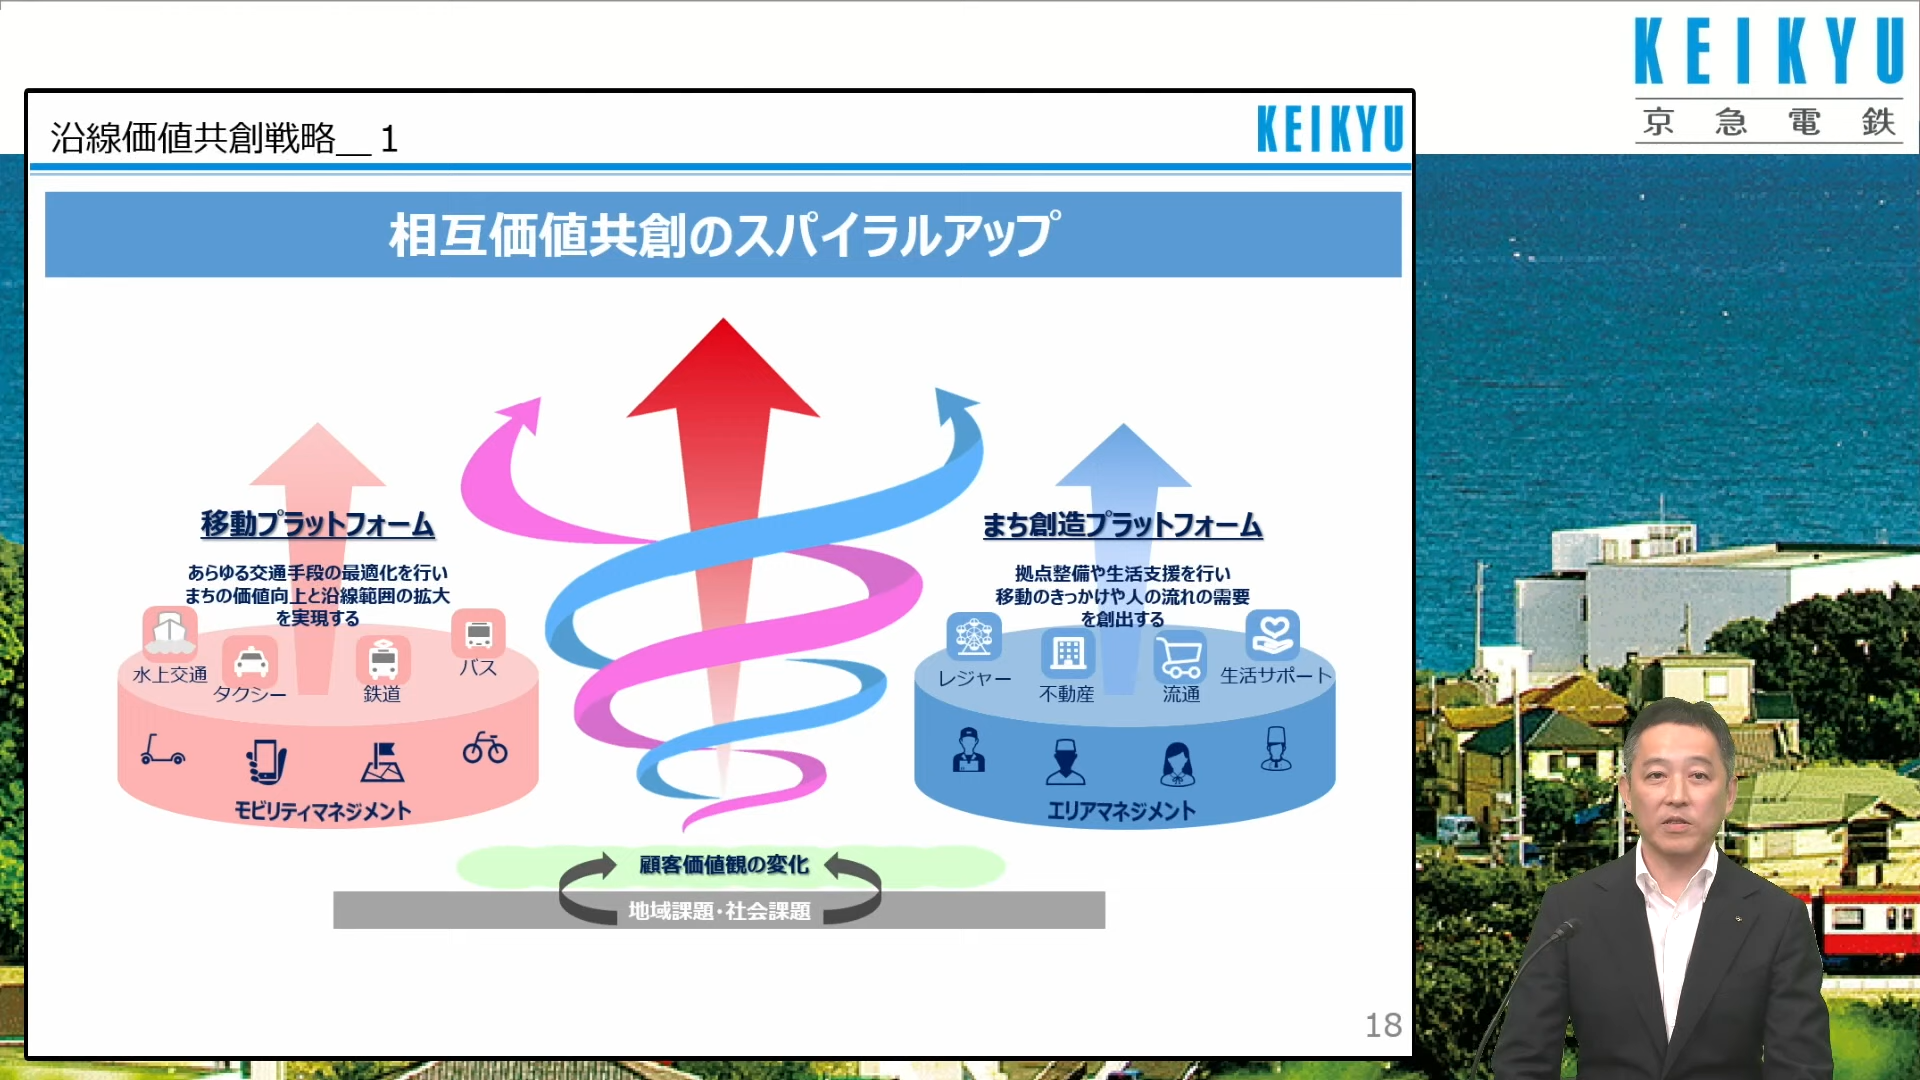 KEIKYU
京急電鉄
沿線価値共創戦略__1
KEIKYU
相互価値共創のスパイラルアップ
移動プラットフォーム
あらゆる交通手段の最適化を行い
まちの価値向上と沿線範囲の拡大
を実現する
水上交通
タクシー
鉄道
バス
モビリティマネジメント
まち創造プラットフォーム
拠点整備や生活支援を行い
移動のきっかけや人の流れの需要
を創出する
レジャー
不動産
流通
生活サポート
エリアマネジメント
顧客価値観の変化
地域課題・社会課題
18